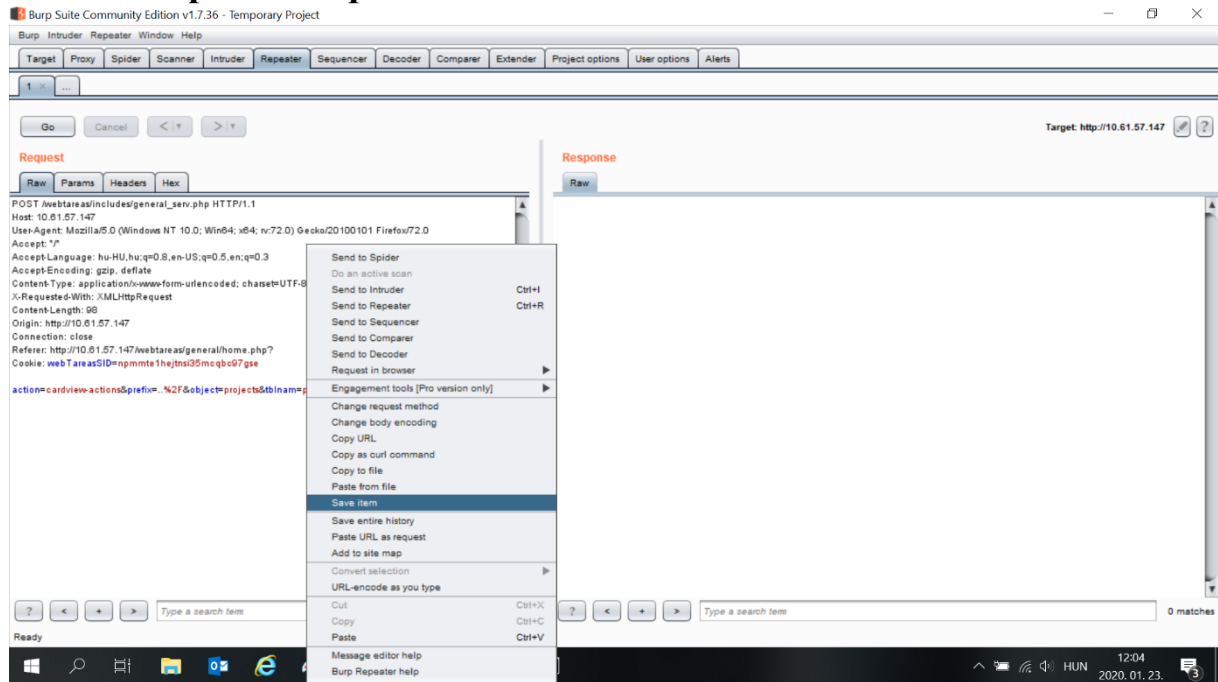 Burp Suite Community Edition v1.7.36 - Temporary Project
Burp Intruder Repeater Window Help
Target Proxy Spider Scanner Intruder Repeater Sequencer Decoder Comparer Extender Project options User options Alerts
1 × ...
Go Cancel < > Target: http://10.61.57.147 ?
Request Response
Raw Params Headers Hex Raw
POST /webtareas/includes/general_serv.php HTTP/1.1
Host: 10.61.57.147
User-Agent: Mozilla/5.0 (Windows NT 10.0; Win64; x64; rv:72.0) Gecko/20100101 Firefox/72.0
Accept: */*
Accept-Language: hu-HU,hu;q=0.8,en-US;q=0.5,en;q=0.3
Accept-Encoding: gzip, deflate
Content-Type: application/x-www-form-urlencoded; charset=UTF-8
X-Requested-With: XMLHttpRequest
Content-Length: 98
Origin: http://10.61.57.147
Connection: close
Referer: http://10.61.57.147/webtareas/general/home.php?
Cookie: webTareasSID=npmmte1hejtnsi35mcqbo97gse
action=cardview-actions&prefix=..%2F&object=projects&tblnam=p
Send to Spider
Do an active scan
Send to Intruder Ctrl+I
Send to Repeater Ctrl+R
Send to Sequencer
Send to Comparer
Send to Decoder
Request in browser
Engagement tools [Pro version only]
Change request method
Change body encoding
Copy URL
Copy as curl command
Copy to file
Paste from file
Save item
Save entire history
Paste URL as request
Add to site map
Convert selection
URL-encode as you type
Cut Ctrl+X
Copy Ctrl+C
Paste Ctrl+V
Message editor help
Burp Repeater help
? < + > Type a search term ? < + > Type a search term 0 matches
Ready
HUN 12:04
2020. 01. 23. 3